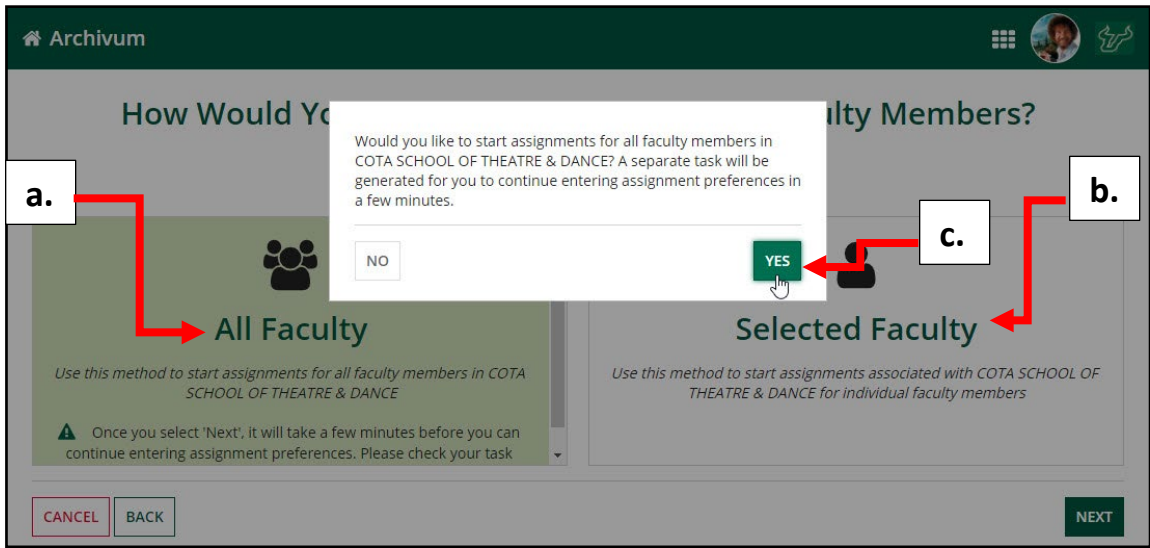 Archivum
How Would Yo
ulty Members?
Would you like to start assignments for all faculty members in
COTA SCHOOL OF THEATRE & DANCE? A separate task will be
generated for you to continue entering assignment preferences in
a few minutes.
NO
YES
a.
b.
c.
All Faculty
Use this method to start assignments for all faculty members in COTA
SCHOOL OF THEATRE & DANCE
Once you select 'Next', it will take a few minutes before you can
continue entering assignment preferences. Please check your task
Selected Faculty
Use this method to start assignments associated with COTA SCHOOL OF
THEATRE & DANCE for individual faculty members
CANCEL
BACK
NEXT